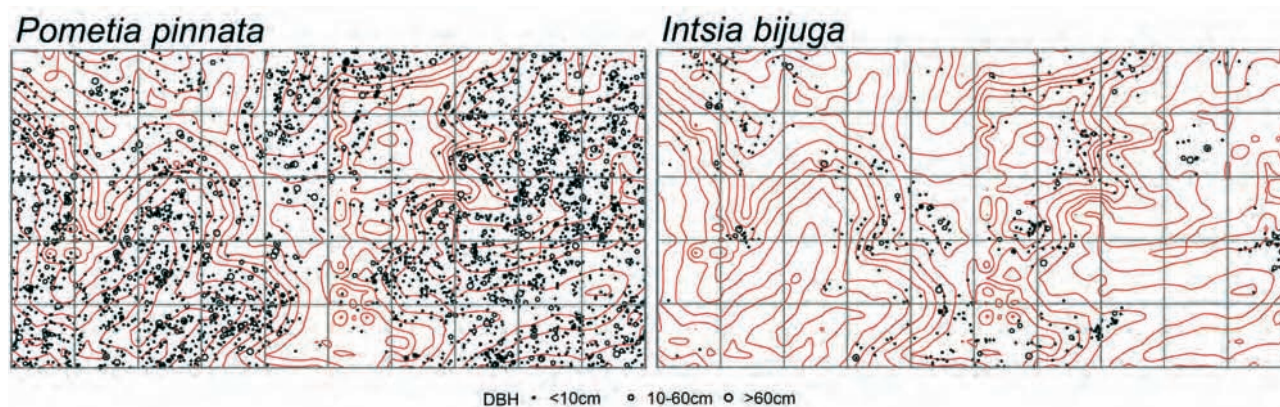 Pometia pinnata
Intsia bijuga
DBH • <10cm o 10-60cm O >60cm